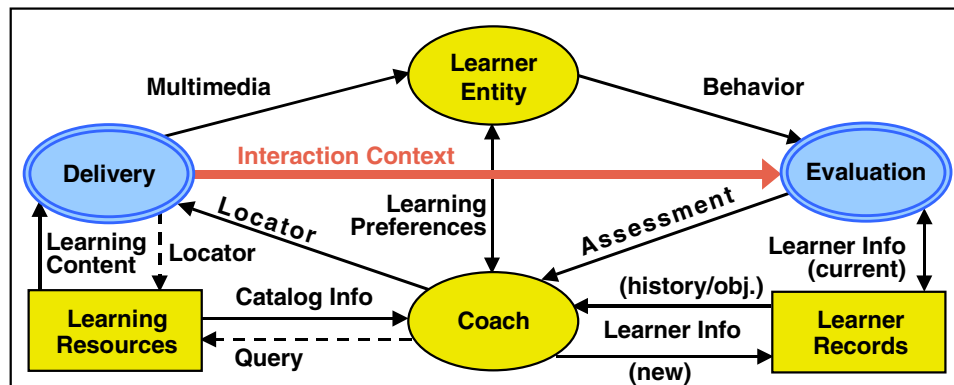 Learner
Entity
Multimedia
Behavior
Interaction Context
Delivery
Evaluation
Learning
Preferences
Locator
Assessment
Learning
Content
Locator
Learner Info
(current)
Catalog Info
(history/obj.)
Learning
Resources
Coach
Learner Info
Learner
Records
Query
(new)